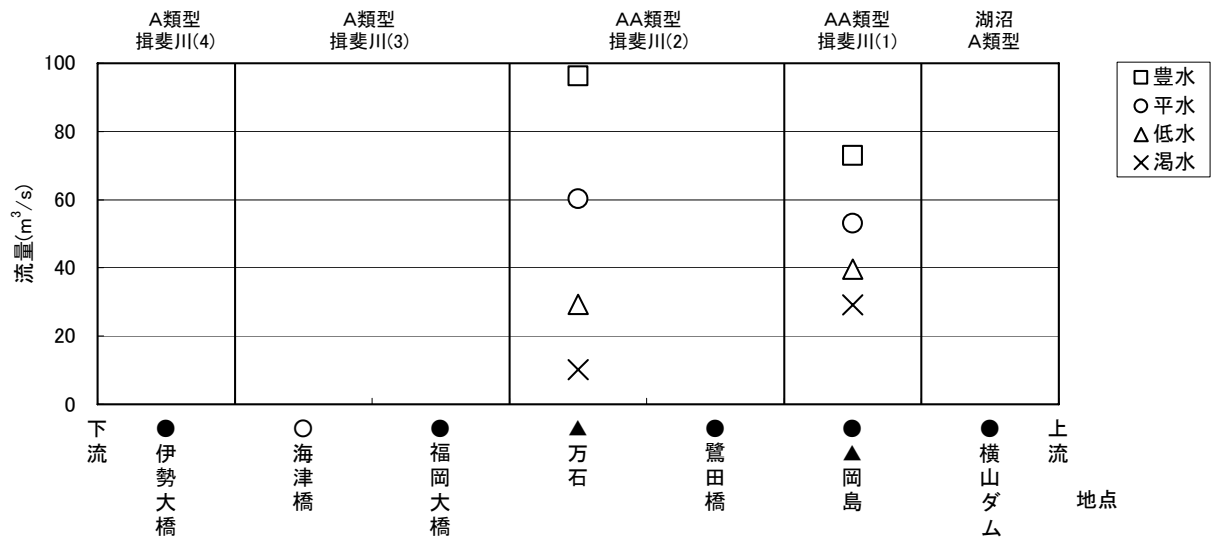 A類型
揖斐川(4)
A類型
揖斐川(3)
AA類型
揖斐川(2)
AA類型
揖斐川(1)
湖沼
A類型
流量(m³/s)
100
80
60
40
20
0
□豊水
○平水
△低水
×渇水
下流
●伊勢大橋
○海津橋
●福岡大橋
▲万石
●鷺田橋
●▲岡島
●横山ダム
上流
地点